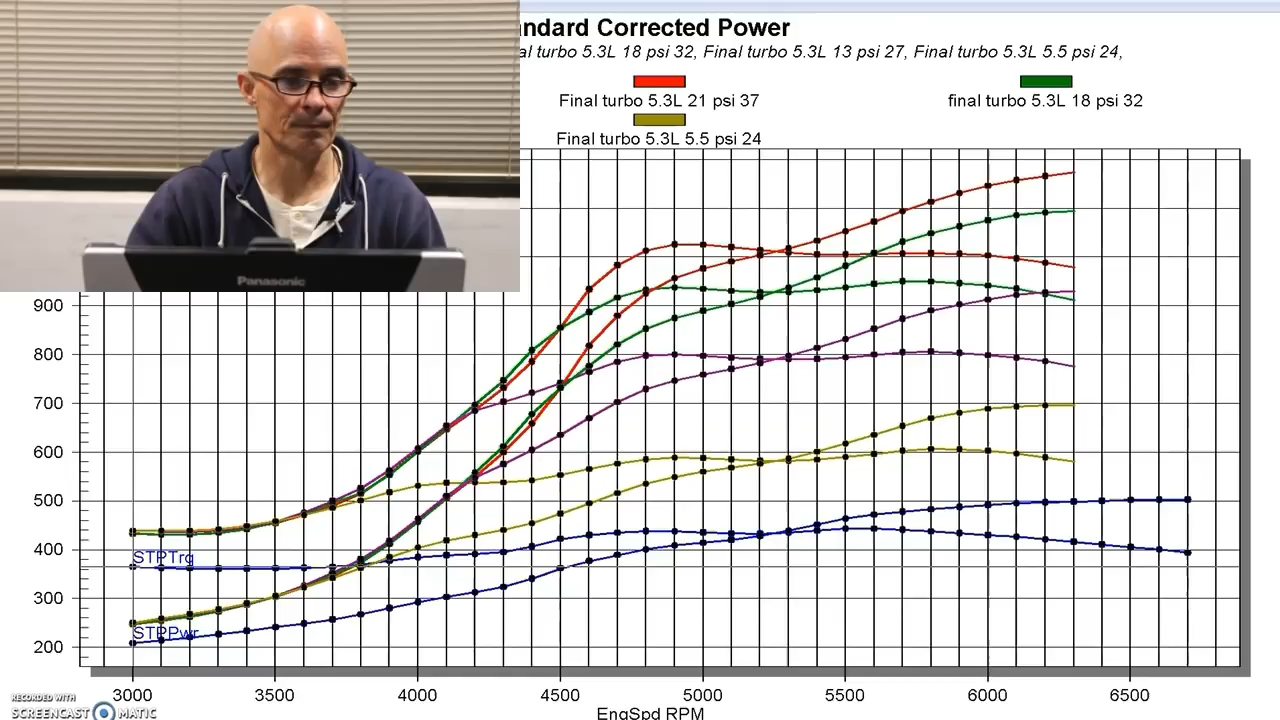 ndard Corrected Power
al turbo 5.3L 18 psi 32, Final turbo 5.3L 13 psi 27, Final turbo 5.3L 5.5 psi 24,
Final turbo 5.3L 21 psi 37
final turbo 5.3L 18 psi 32
Final turbo 5.3L 5.5 psi 24
Panasonic
900
800
700
600
500
400
300
200
STPTrq
STPPwr
3000 3500 4000 4500 5000 5500 6000 6500
EngSpd RPM
RECORDED WITH
SCREENCAST MATIC